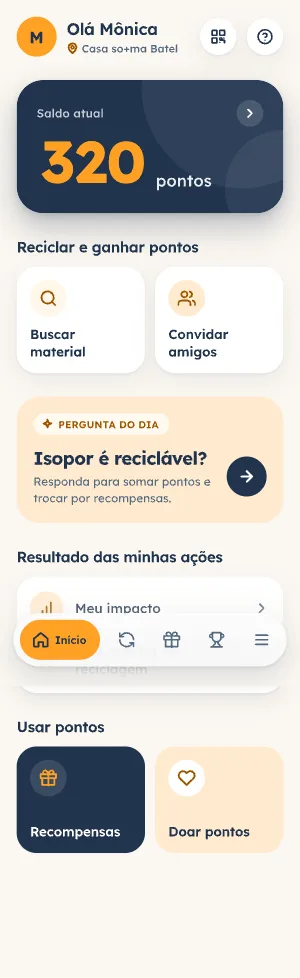 M
Olá Mônica
Casa so+ma Batel
Saldo atual
320 pontos
Reciclar e ganhar pontos
Buscar
material
Convidar
amigos
PERGUNTA DO DIA
Isopor é reciclável?
Responda para somar pontos e
trocar por recompensas.
Resultado das minhas ações
Meu impacto
Início
reciclagem
Usar pontos
Recompensas
Doar pontos